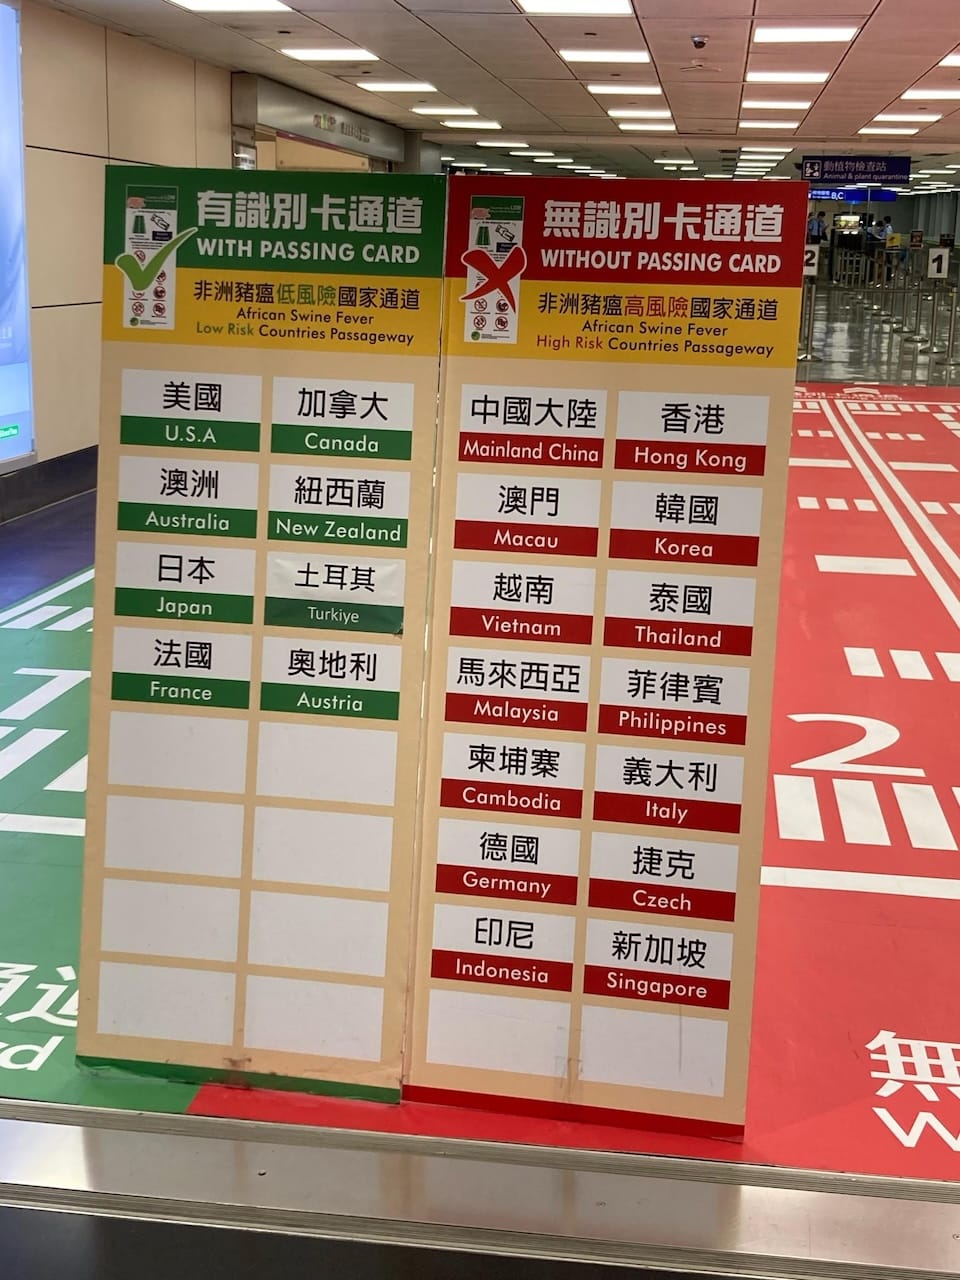 有識別卡通道
WITH PASSING CARD
非洲豬瘟低風險國家通道
African Swine Fever
Low Risk Countries Passageway
美國
U.S.A
加拿大
Canada
澳洲
Australia
紐西蘭
New Zealand
日本
Japan
土耳其
Turkiye
法國
France
奧地利
Austria
無識別卡通道
WITHOUT PASSING CARD
非洲豬瘟高風險國家通道
African Swine Fever
High Risk Countries Passageway
中國大陸
Mainland China
香港
Hong Kong
澳門
Macau
韓國
Korea
越南
Vietnam
泰國
Thailand
馬來西亞
Malaysia
菲律賓
Philippines
柬埔寨
Cambodia
義大利
Italy
德國
Germany
捷克
Czech
印尼
Indonesia
新加坡
Singapore
動植物檢查站
Animal & plant quarantine
B,C
2
1
2
通道
rd
無
W